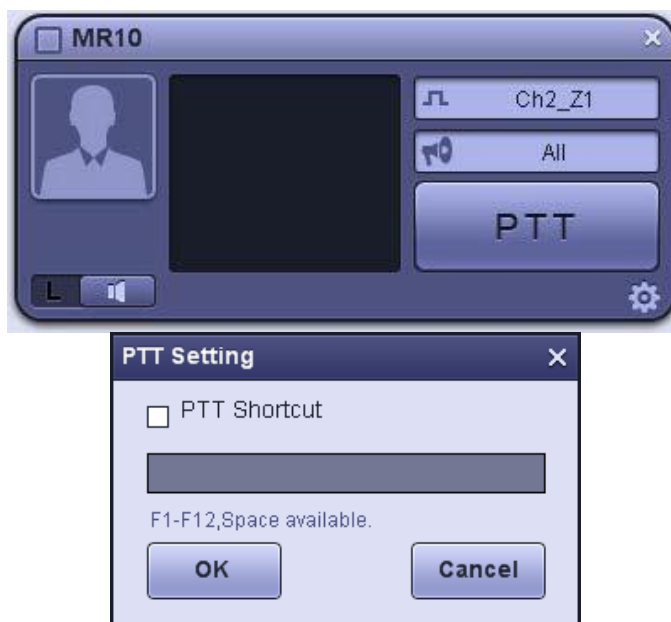 MR10
Ch2_Z1
All
PTT
L
PTT Setting
PTT Shortcut
F1-F12,Space available.
OK
Cancel